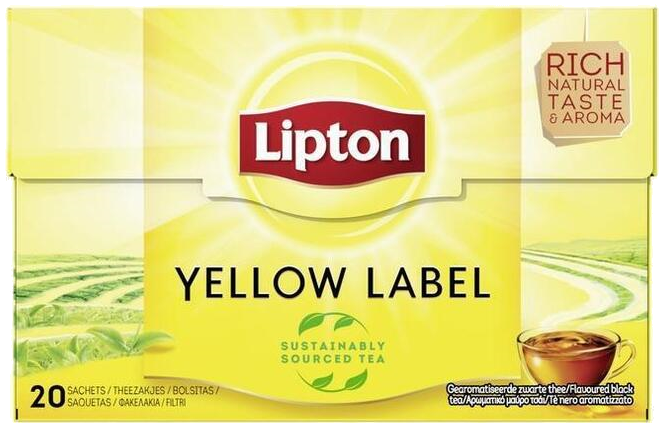 RICH
NATURAL
TASTE
& AROMA
Lipton
YELLOW LABEL
SUSTAINABLY
SOURCED TEA
20 SACHETS / THEEZAKJES / BOLSITAS /
SAQUETAS / ΦΑΚΕΛΑΚΙΑ / FILTRI
Gearomatiseerde zwarte thee/Flavoured black
tea/Αρωματικό μαύρο τσάι/Tè nero aromatizzato